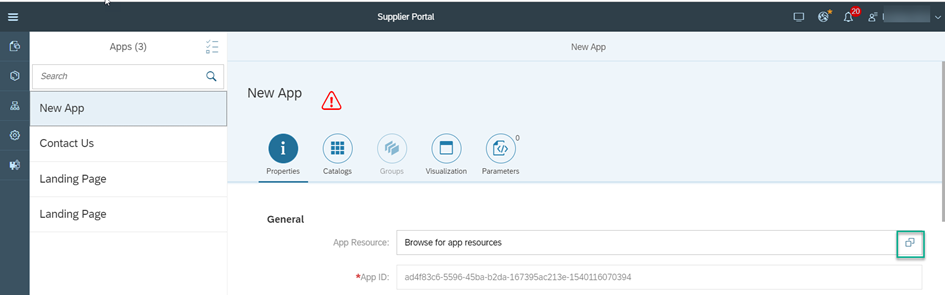 Supplier Portal
20
Apps (3)
New App
Search
New App
Contact Us
Landing Page
Landing Page
New App
Properties
Catalogs
Groups
Visualization
0
Parameters
General
App Resource:
Browse for app resources
*App ID:
ad4f83c6-5596-45ba-b2da-167395ac213e-1540116070394